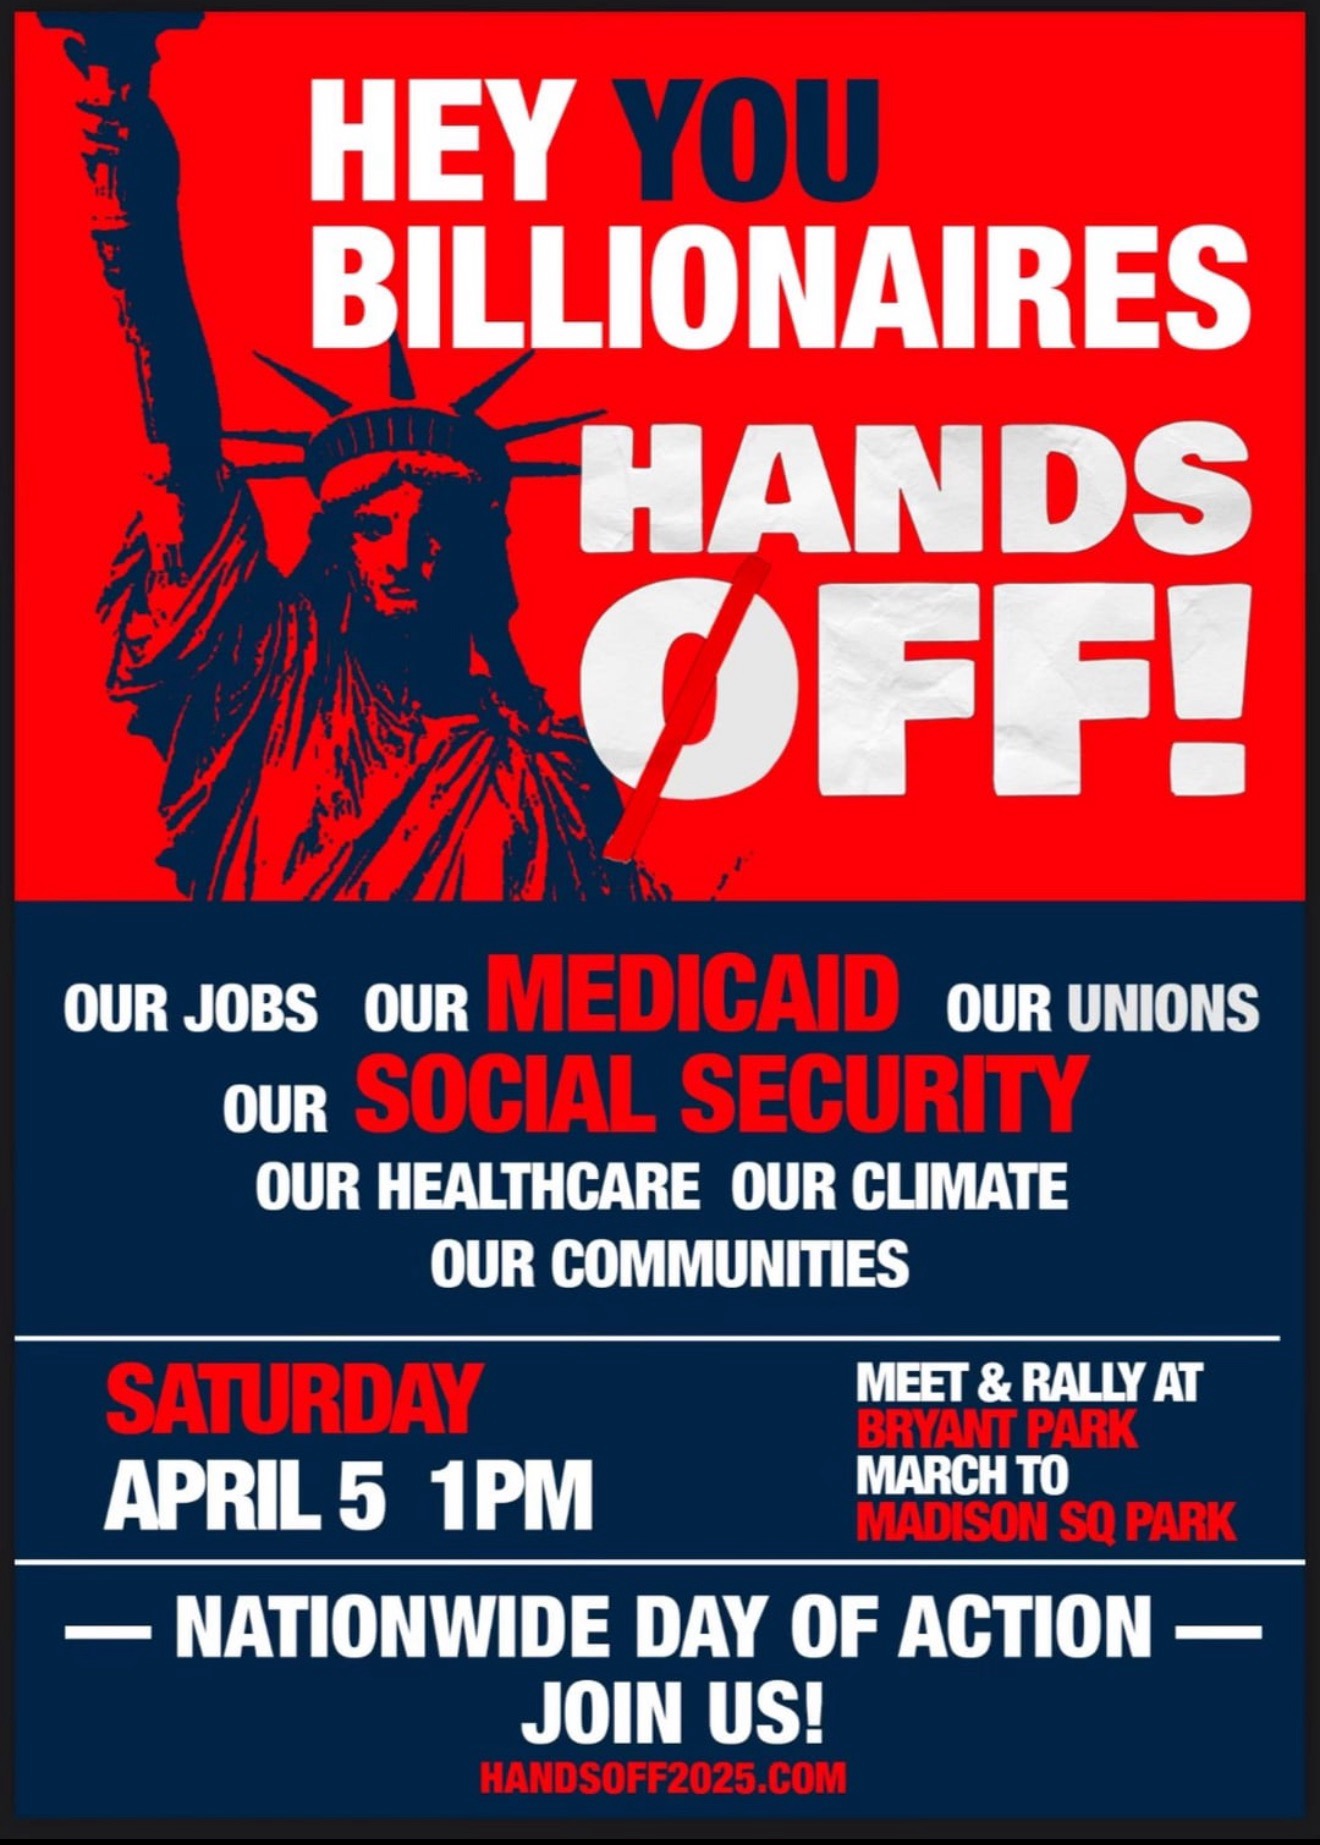 HEY YOU
BILLIONAIRES
HANDS
OFF!
OUR JOBS OUR MEDICAID OUR UNIONS
OUR SOCIAL SECURITY
OUR HEALTHCARE OUR CLIMATE
OUR COMMUNITIES
SATURDAY
APRIL 5 1PM
MEET & RALLY AT
BRYANT PARK
MARCH TO
MADISON SQ PARK
— NATIONWIDE DAY OF ACTION —
JOIN US!
HANDSOFF2025.COM